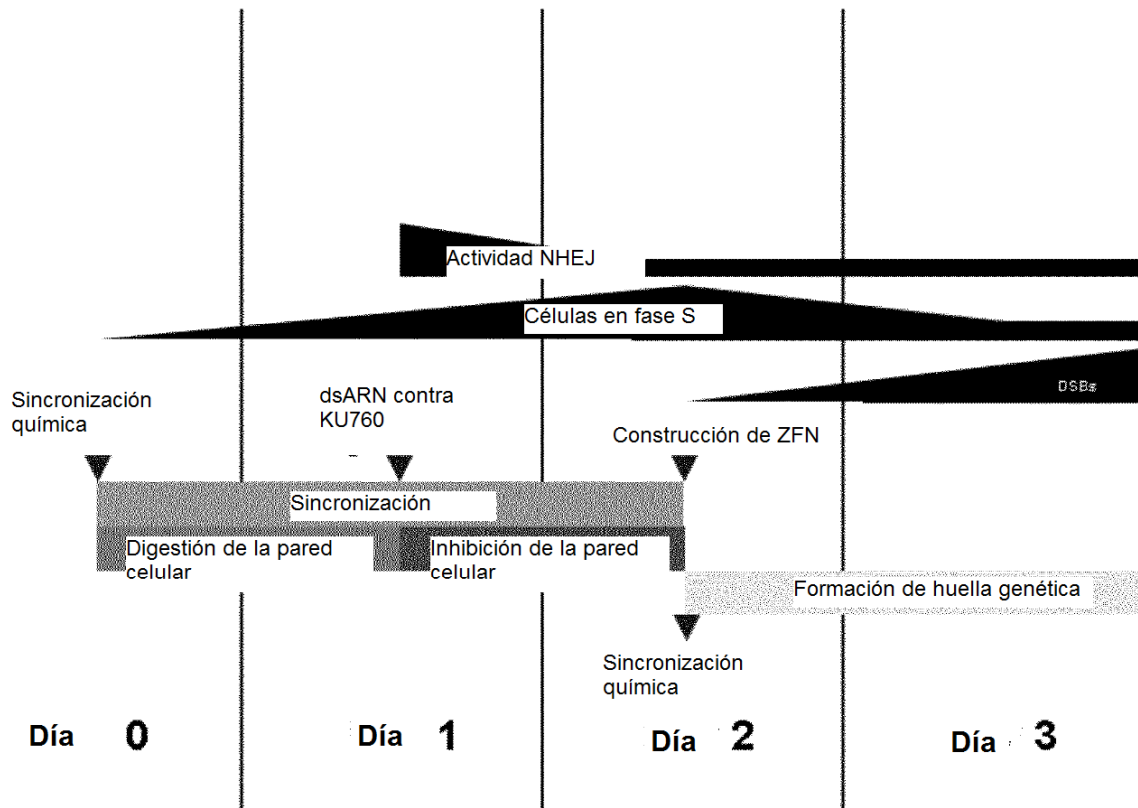 Actividad NHEJ
Células en fase S
DSBs
Sincronización
química
dsARN contra
KU760
Construcción de ZFN
Sincronización
Digestión de la pared
celular
Inhibición de la pared
celular
Formación de huella genética
Sincronización
química
Día 0
Día 1
Día 2
Día 3